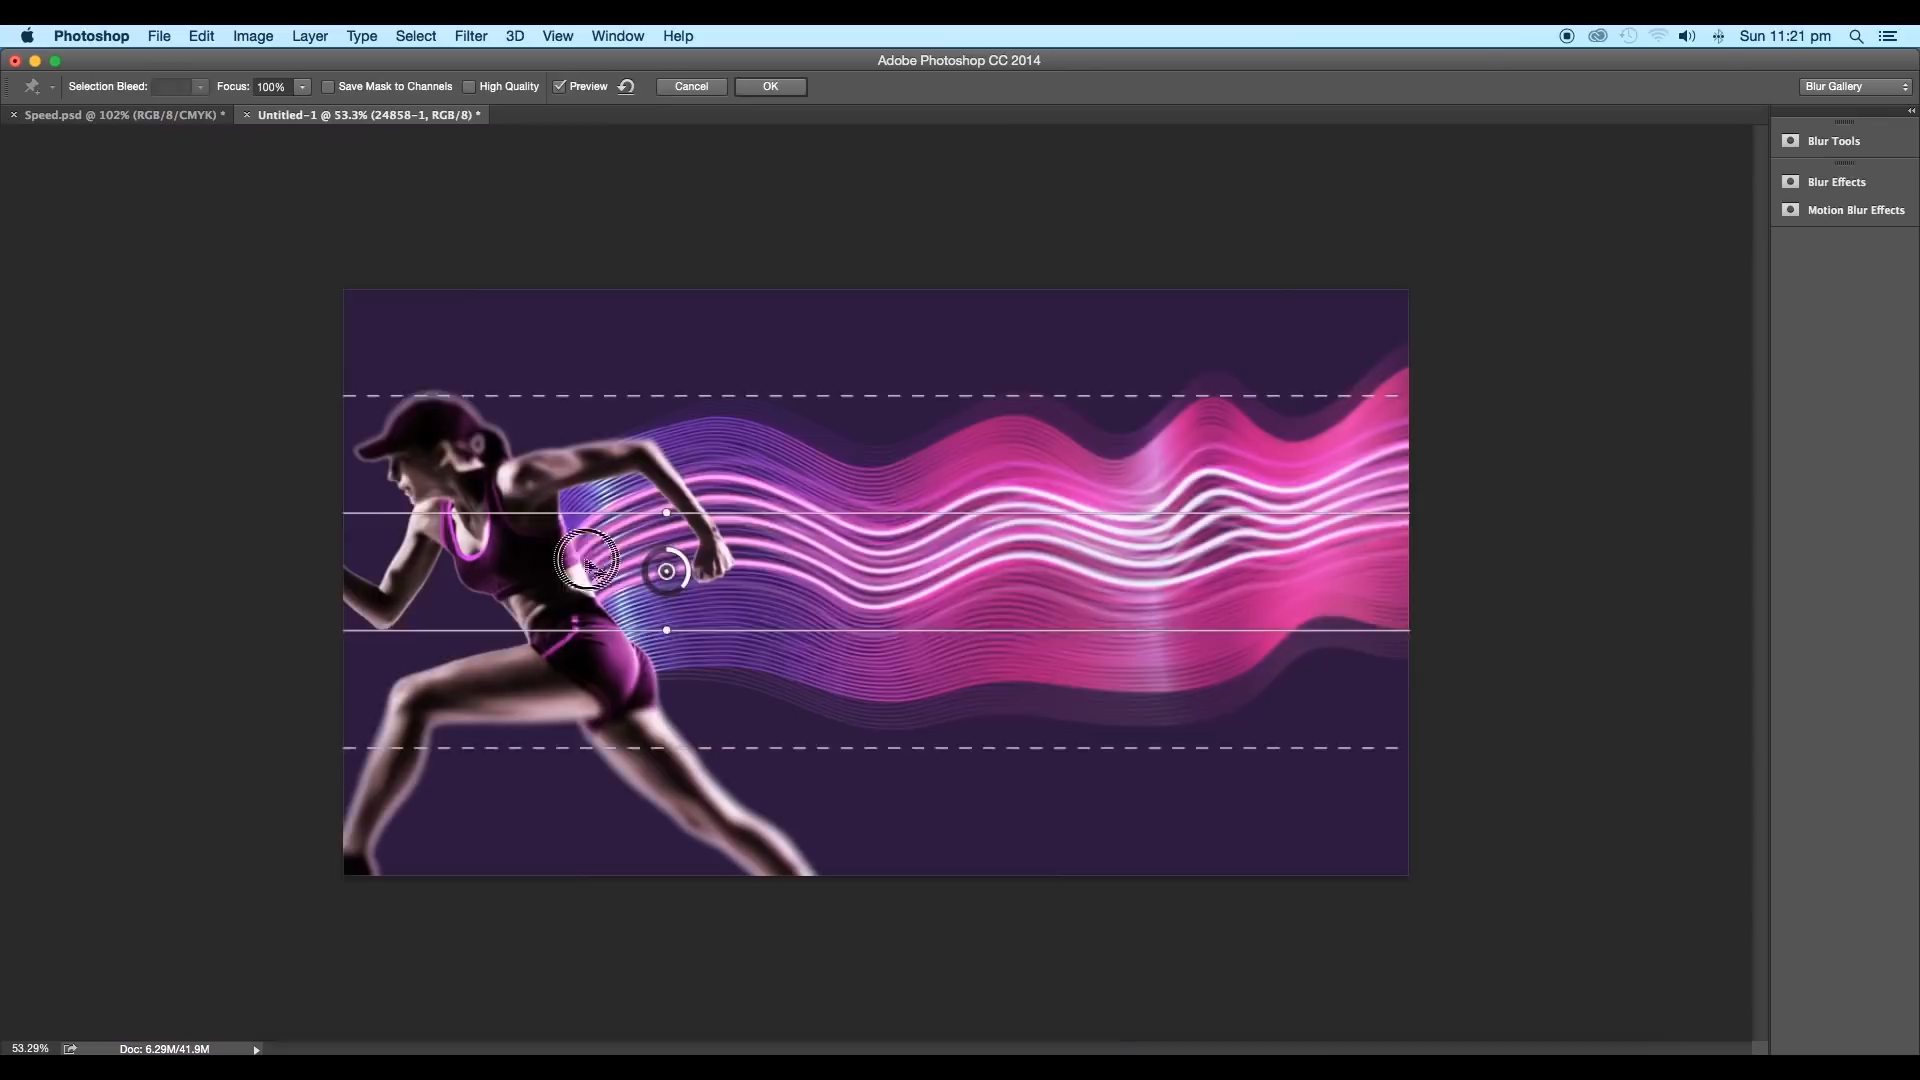 Photoshop File Edit Image Layer Type Select Filter 3D View Window Help Sun 11:21 pm
Adobe Photoshop CC 2014
Selection Bleed: Focus: 100% Save Mask to Channels High Quality Preview Cancel OK Blur Gallery
Speed.psd @ 102% (RGB/8/CMYK) * Untitled-1 @ 53.3% (24858-1, RGB/8) *
Blur Tools
Blur Effects
Motion Blur Effects
53.29% Doc: 6.29M/41.9M